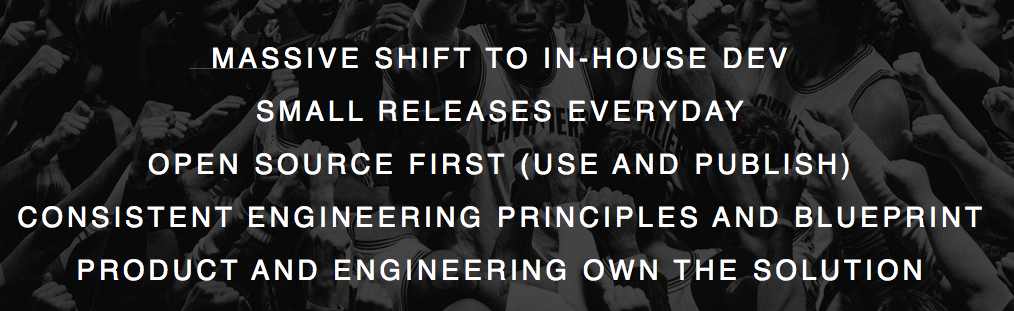 MASSIVE SHIFT TO IN-HOUSE DEV
SMALL RELEASES EVERYDAY
OPEN SOURCE FIRST (USE AND PUBLISH)
CONSISTENT ENGINEERING PRINCIPLES AND BLUEPRINT
PRODUCT AND ENGINEERING OWN THE SOLUTION